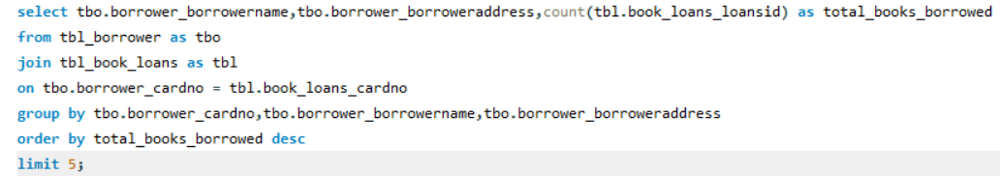 select tbo.borrower_borrowername,tbo.borrower_borroweraddress,count(tbl.book_loans_loansid) as total_books_borrowed
from tbl_borrower as tbo
join tbl_book_loans as tbl
on tbo.borrower_cardno = tbl.book_loans_cardno
group by tbo.borrower_cardno,tbo.borrower_borrowername,tbo.borrower_borroweraddress
order by total_books_borrowed desc
limit 5;